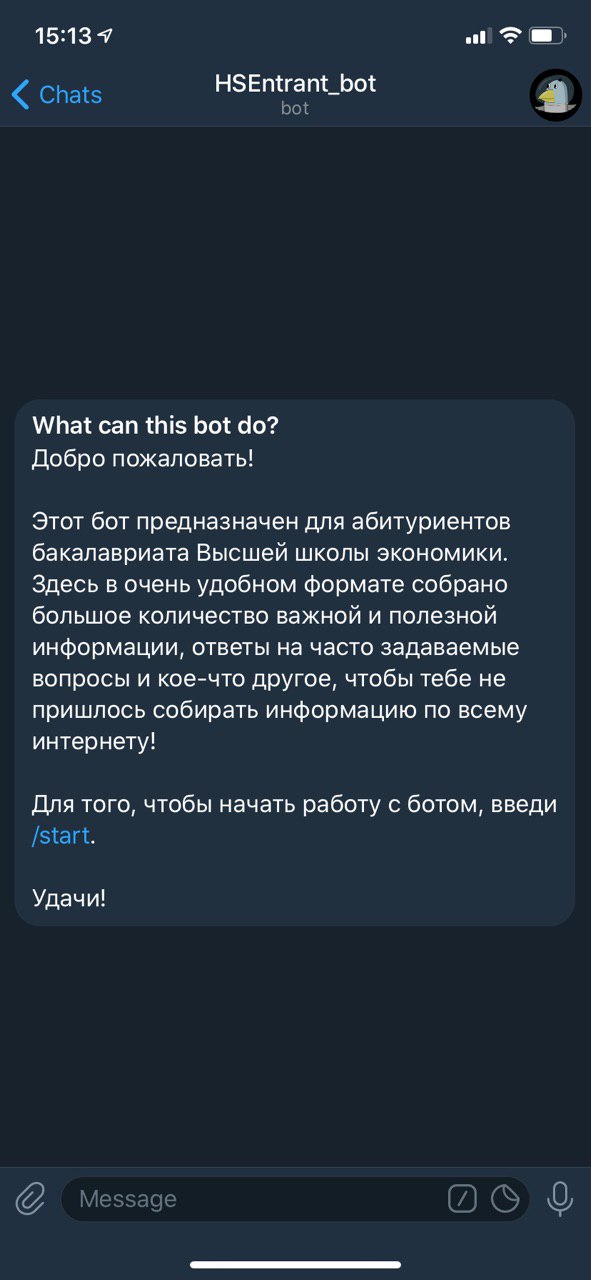 15:13
Chats
HSEntrant_bot
bot
What can this bot do?
Добро пожаловать!
Этот бот предназначен для абитуриентов
бакалавриата Высшей школы экономики.
Здесь в очень удобном формате собрано
большое количество важной и полезной
информации, ответы на часто задаваемые
вопросы и кое-что другое, чтобы тебе не
пришлось собирать информацию по всему
интернету!
Для того, чтобы начать работу с ботом, введи
/start.
Удачи!
Message